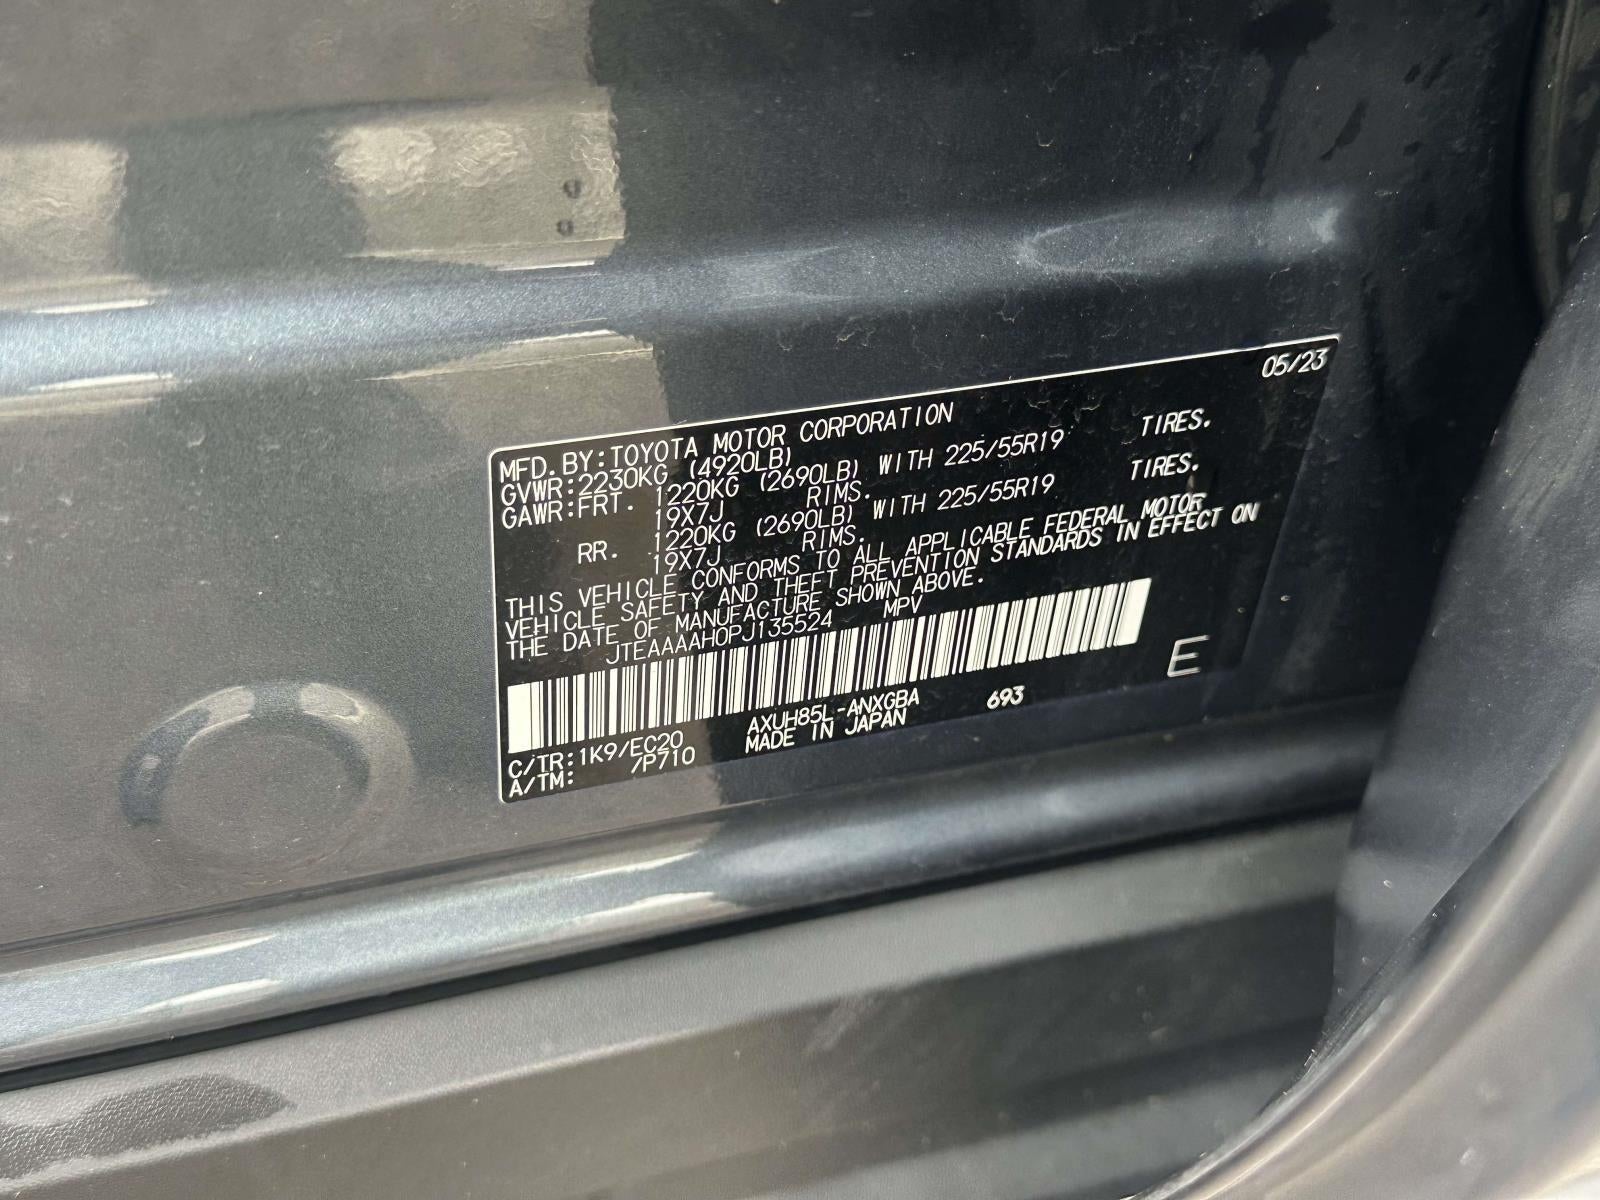 05/23
MFD.BY:TOYOTA MOTOR CORPORATION
GVWR:2230KG (4920LB)
GAWR:FRT. 1220KG (2690LB) WITH 225/55R19 TIRES.
19X7J RIMS.
RR. 1220KG (2690LB) WITH 225/55R19 TIRES.
19X7J RIMS.
THIS VEHICLE CONFORMS TO ALL APPLICABLE FEDERAL MOTOR
VEHICLE SAFETY AND THEFT PREVENTION STANDARDS IN EFFECT ON
THE DATE OF MANUFACTURE SHOWN ABOVE.
JTEAAAAH0PJ135524 MPV
E
C/TR:1K9/EC20 AXUH85L-ANXGBA 693
A/TM: /P710 MADE IN JAPAN